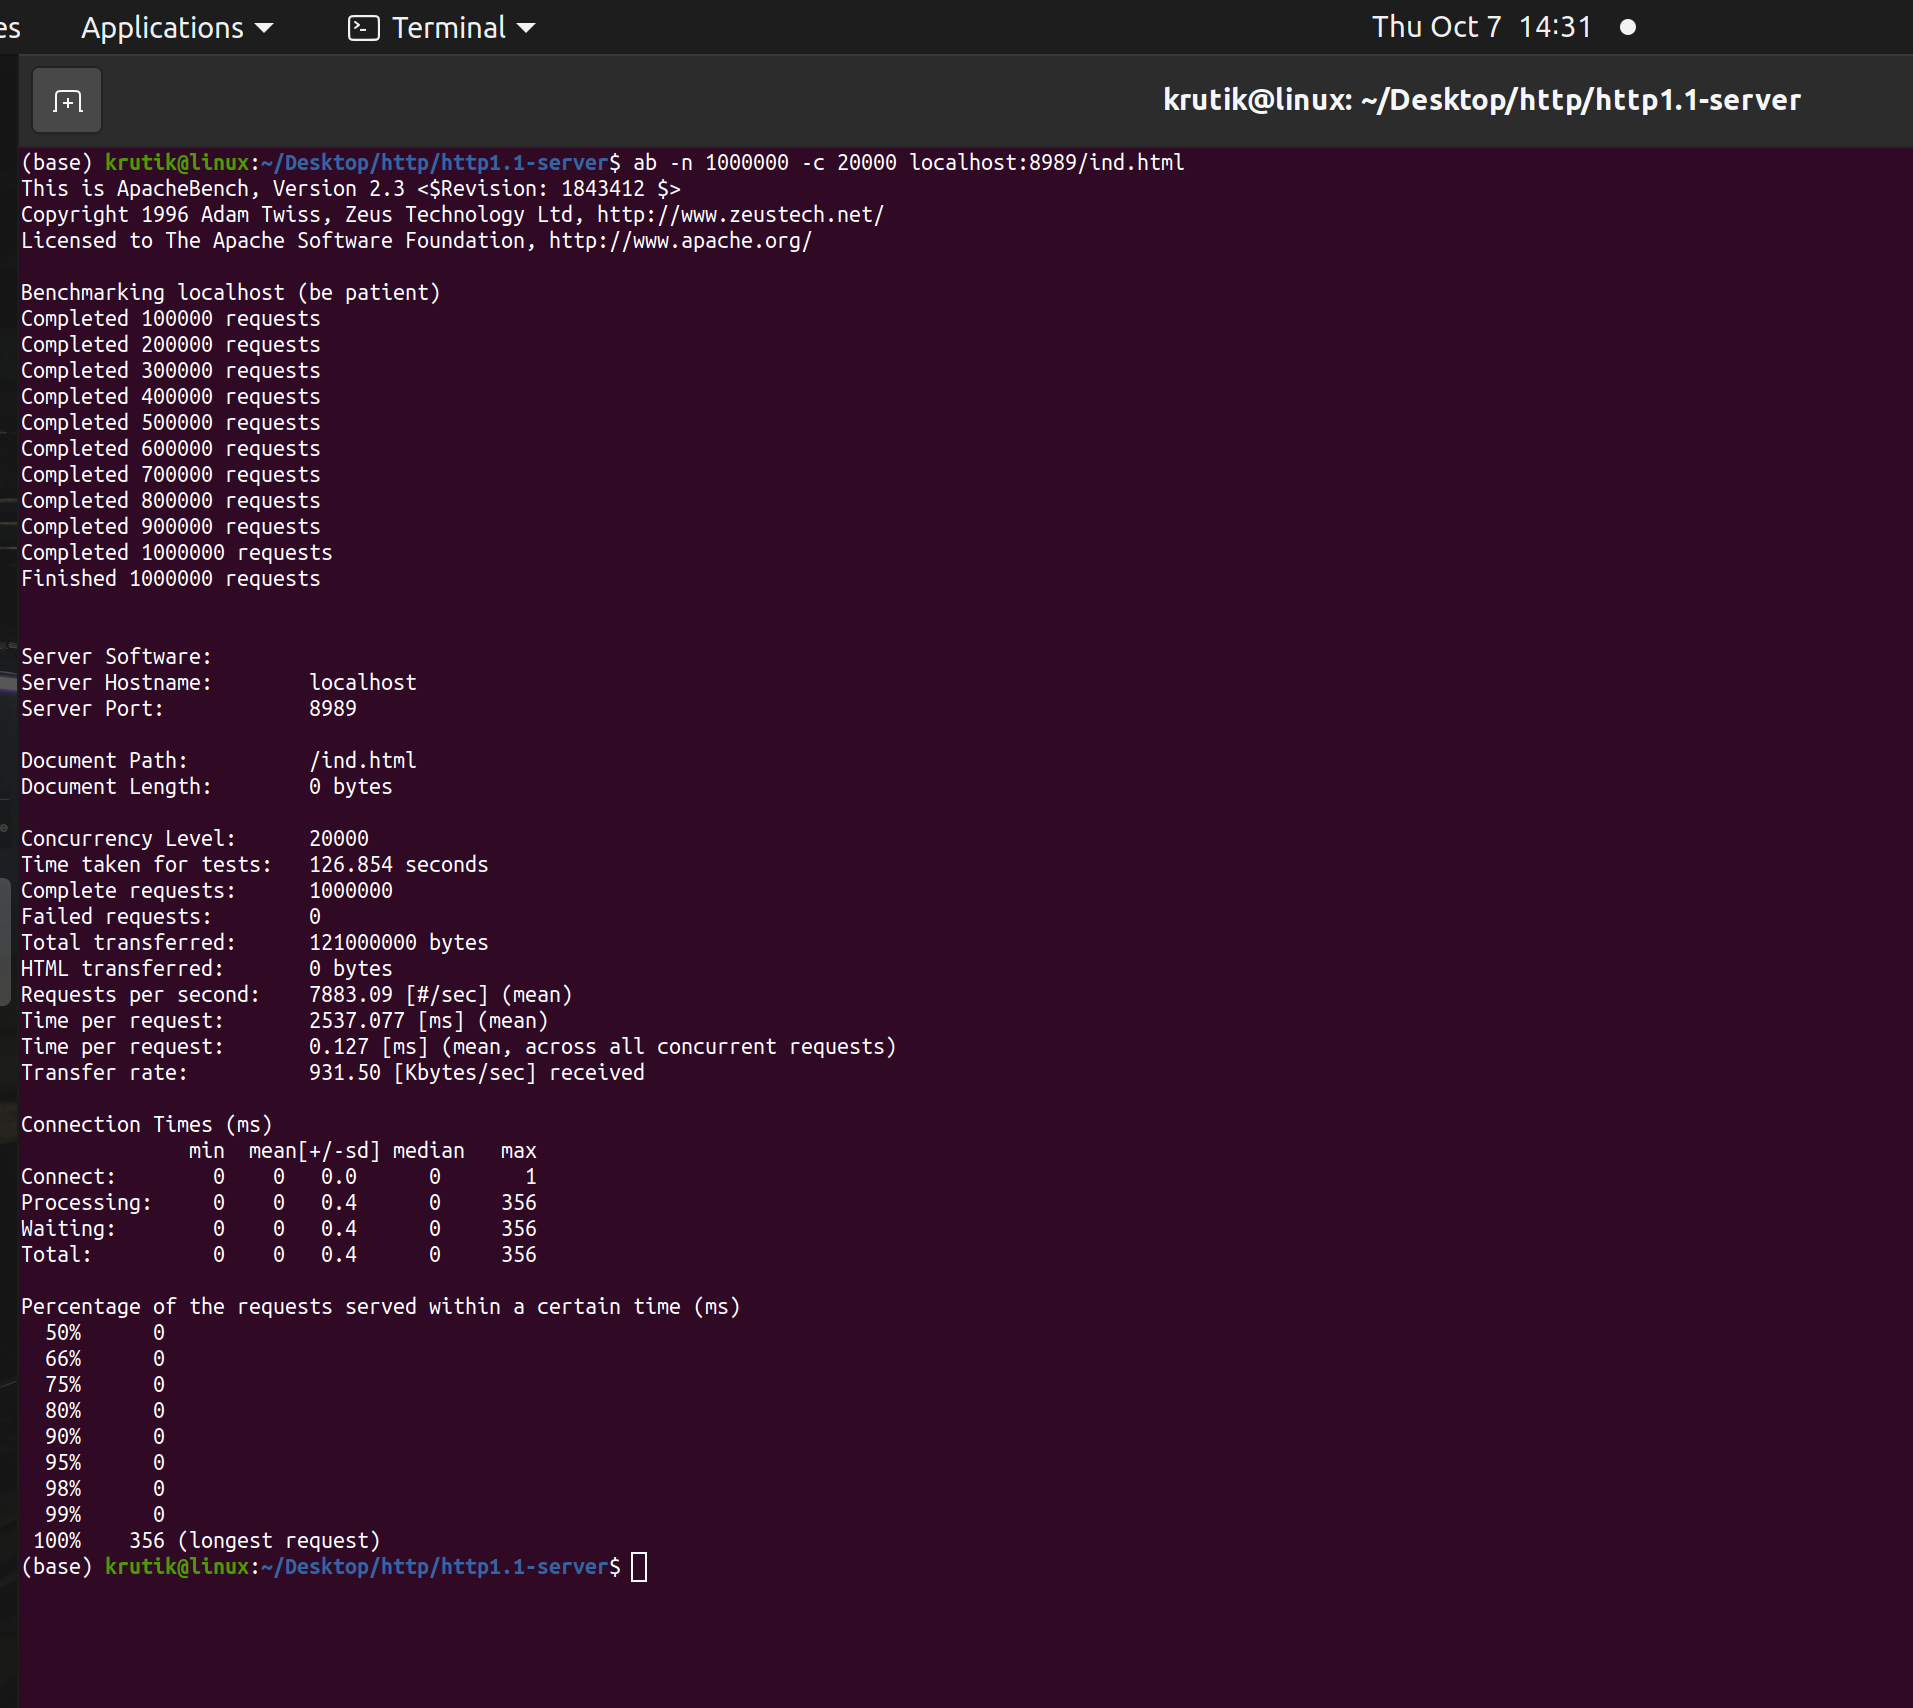 es Applications Terminal Thu Oct 7 14:31
krutik@linux: ~/Desktop/http/http1.1-server
(base) krutik@linux:~/Desktop/http/http1.1-server$ ab -n 1000000 -c 20000 localhost:8989/ind.html
This is ApacheBench, Version 2.3 <$Revision: 1843412 $>
Copyright 1996 Adam Twiss, Zeus Technology Ltd, http://www.zeustech.net/
Licensed to The Apache Software Foundation, http://www.apache.org/

Benchmarking localhost (be patient)
Completed 100000 requests
Completed 200000 requests
Completed 300000 requests
Completed 400000 requests
Completed 500000 requests
Completed 600000 requests
Completed 700000 requests
Completed 800000 requests
Completed 900000 requests
Completed 1000000 requests
Finished 1000000 requests

Server Software:
Server Hostname:        localhost
Server Port:            8989

Document Path:          /ind.html
Document Length:        0 bytes

Concurrency Level:      20000
Time taken for tests:   126.854 seconds
Complete requests:      1000000
Failed requests:        0
Total transferred:      121000000 bytes
HTML transferred:       0 bytes
Requests per second:    7883.09 [#/sec] (mean)
Time per request:       2537.077 [ms] (mean)
Time per request:       0.127 [ms] (mean, across all concurrent requests)
Transfer rate:          931.50 [Kbytes/sec] received

Connection Times (ms)
              min  mean[+/-sd] median   max
Connect:        0    0   0.0      0       1
Processing:     0    0   0.4      0     356
Waiting:        0    0   0.4      0     356
Total:          0    0   0.4      0     356

Percentage of the requests served within a certain time (ms)
  50%      0
  66%      0
  75%      0
  80%      0
  90%      0
  95%      0
  98%      0
  99%      0
 100%    356 (longest request)
(base) krutik@linux:~/Desktop/http/http1.1-server$